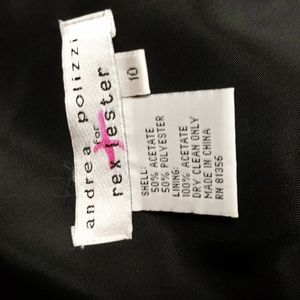 andrea polizzi
for
rex lester
10
SHELL:
50% ACETATE
50% POLYESTER
LINING:
100% ACETATE
DRY CLEAN ONLY
MADE IN CHINA
RN 81356